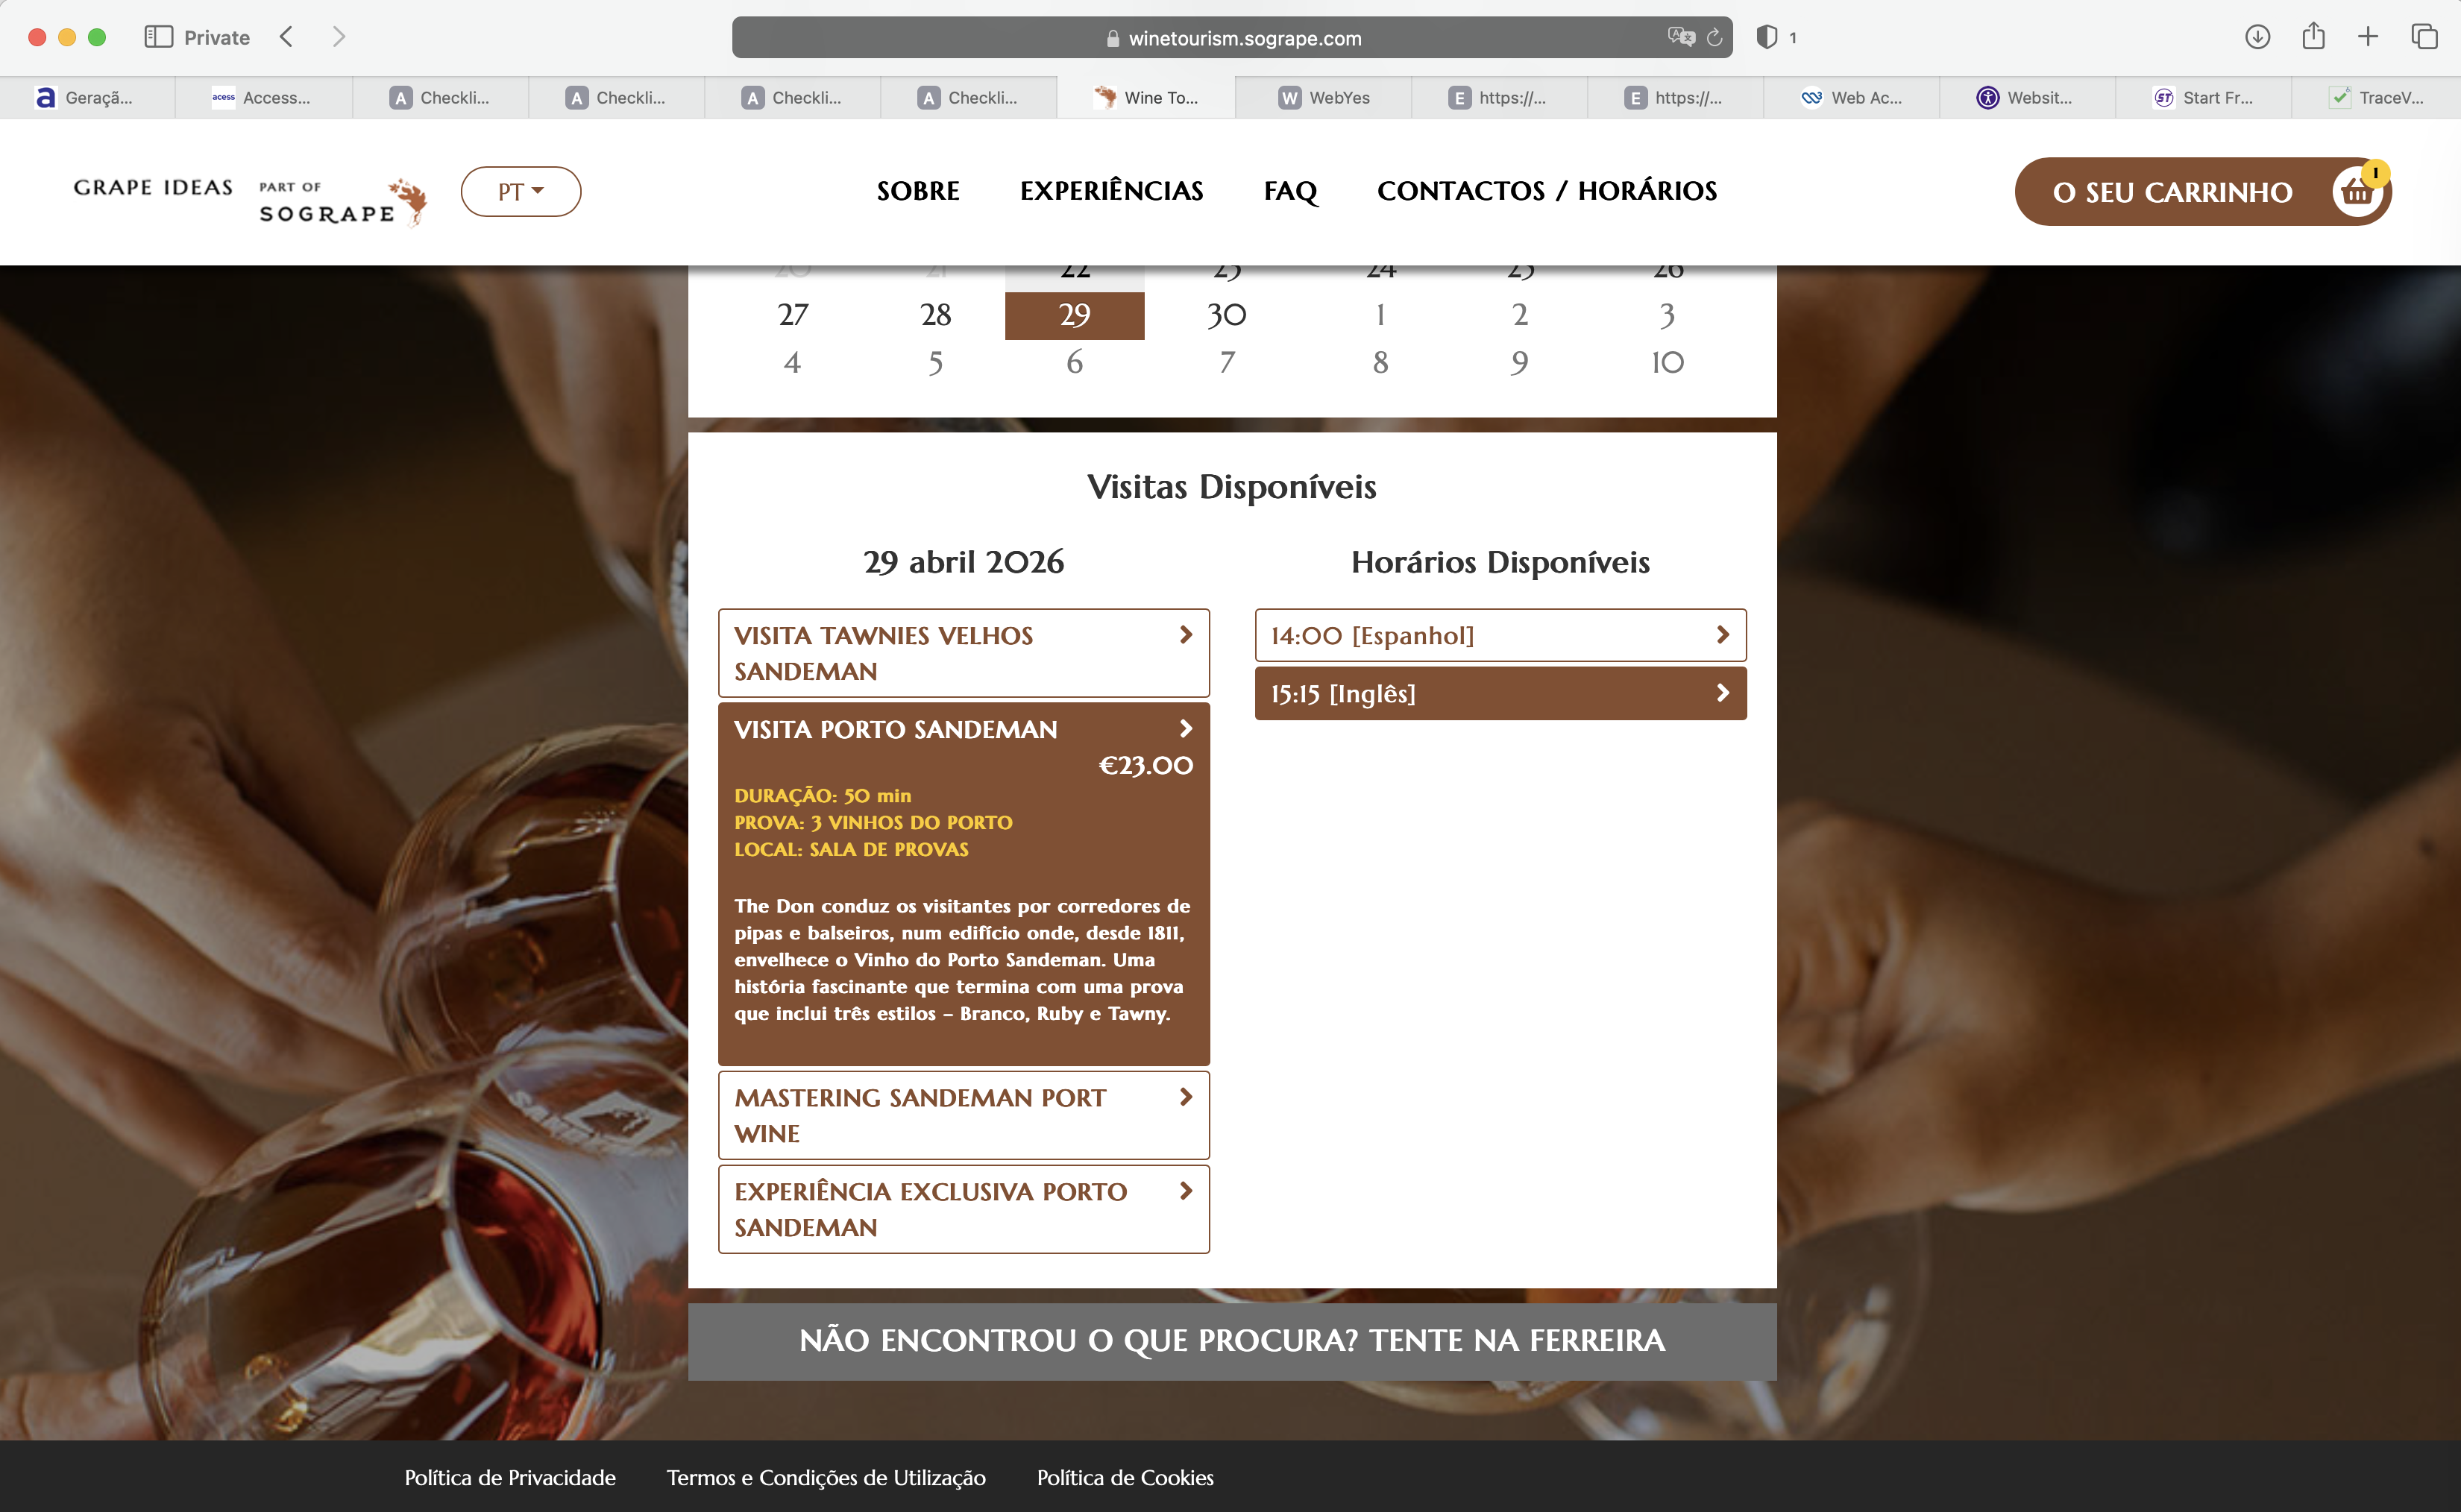 Private
winetourism.sogrape.com
1
Geraçã...
Access...
Checkli...
Checkli...
Checkli...
Checkli...
Wine To...
WebYes
https://...
https://...
Web Ac...
Websit...
Start Fr...
TraceV...
GRAPE IDEAS
PART OF
SOGRAPE
PT
SOBRE
EXPERIÊNCIAS
FAQ
CONTACTOS / HORÁRIOS
O SEU CARRINHO
1
20 21 22 23 24 25 26
27 28 29 30 1 2 3
4 5 6 7 8 9 10
Visitas Disponíveis
29 abril 2026
VISITA TAWNIES VELHOS
SANDEMAN
VISITA PORTO SANDEMAN
€23.00
DURAÇÃO: 50 min
PROVA: 3 VINHOS DO PORTO
LOCAL: SALA DE PROVAS
The Don conduz os visitantes por corredores de
pipas e balseiros, num edifício onde, desde 1811,
envelhece o Vinho do Porto Sandeman. Uma
história fascinante que termina com uma prova
que inclui três estilos – Branco, Ruby e Tawny.
MASTERING SANDEMAN PORT
WINE
EXPERIÊNCIA EXCLUSIVA PORTO
SANDEMAN
Horários Disponíveis
14:00 [Espanhol]
15:15 [Inglês]
NÃO ENCONTROU O QUE PROCURA? TENTE NA FERREIRA
Política de Privacidade
Termos e Condições de Utilização
Política de Cookies